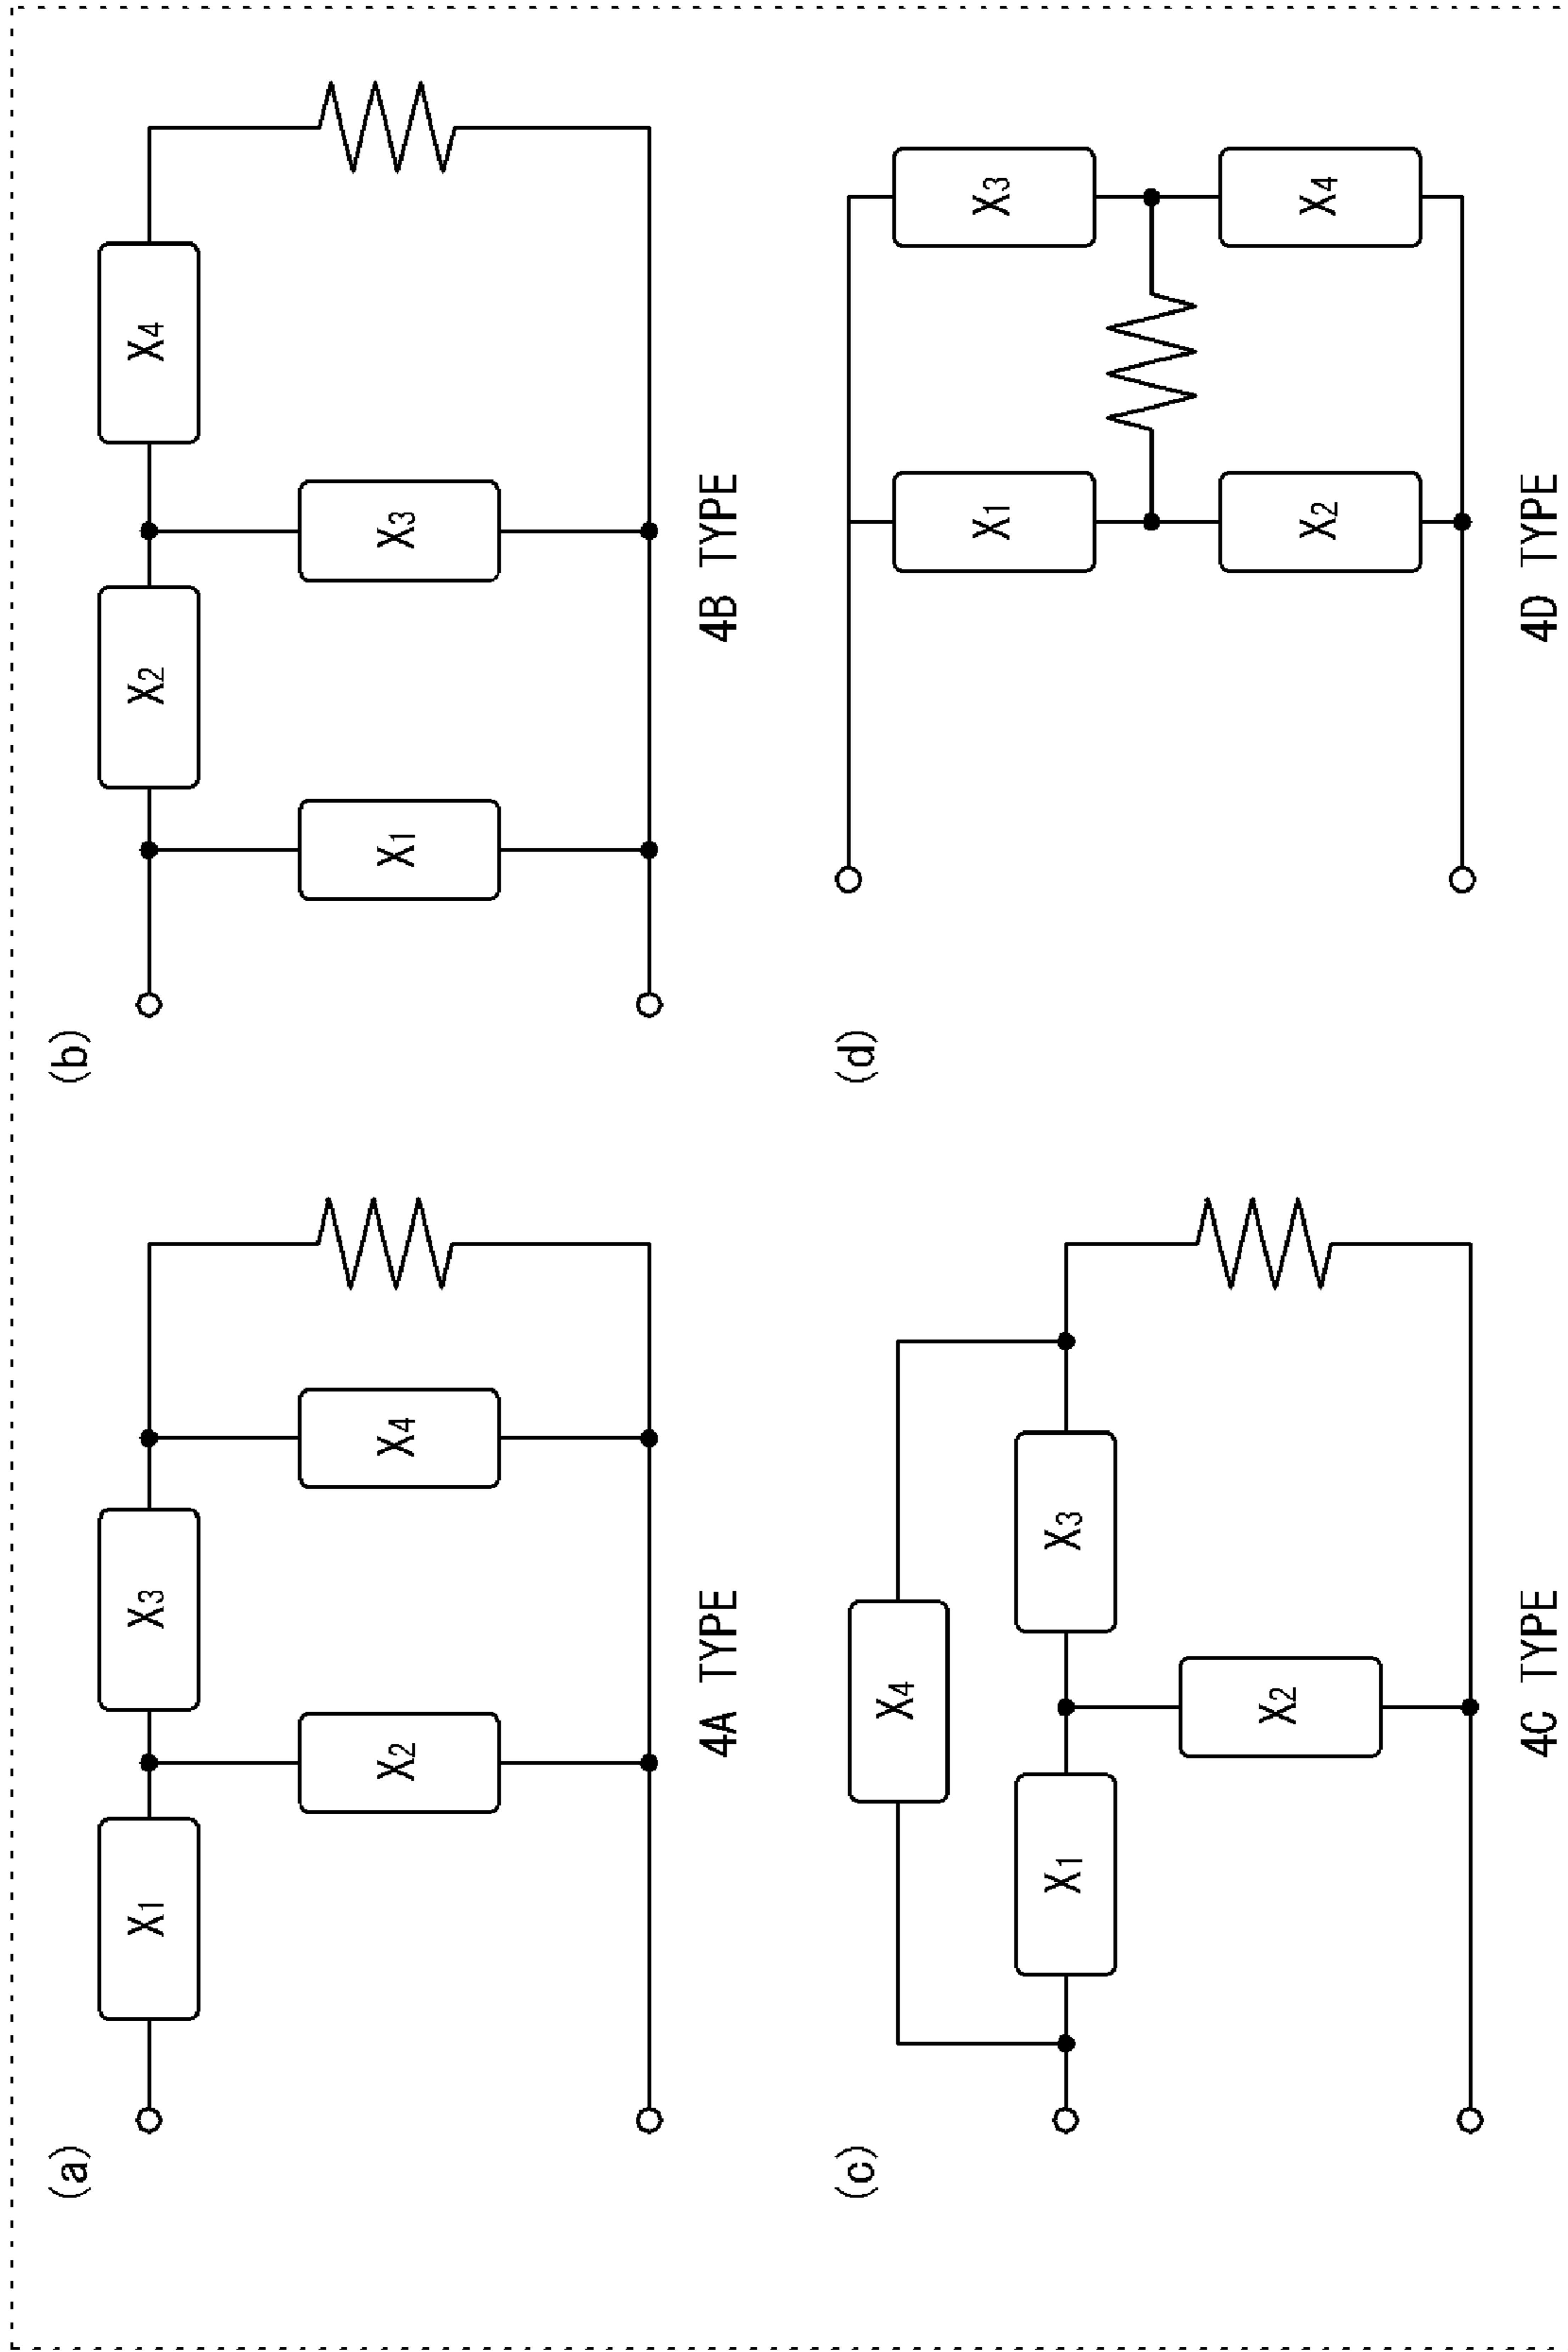 (a)
X1
X2
X3
X4
4A TYPE
(b)
X1
X2
X3
X4
4B TYPE
(c)
X4
X1
X3
X2
4C TYPE
(d)
X1
X3
X2
X4
4D TYPE